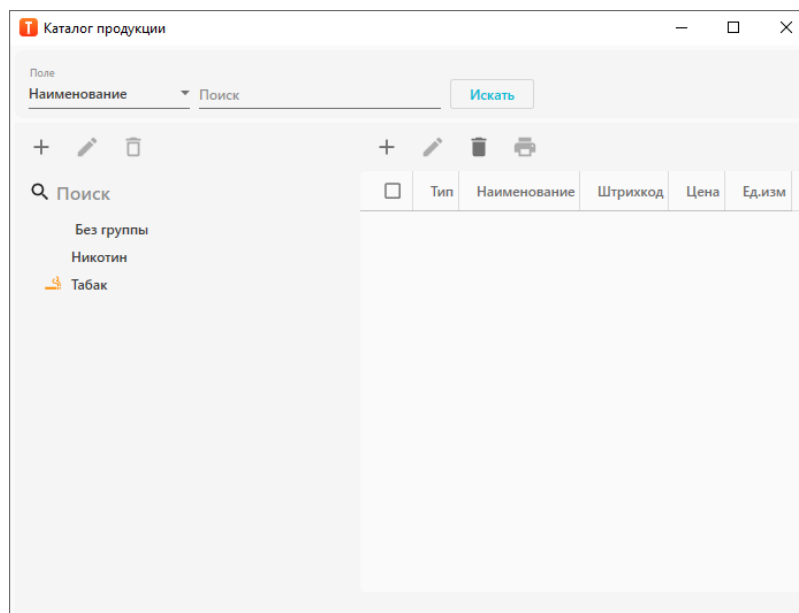 Т Каталог продукции
Поле
Наименование Поиск Искать
Поиск
Тип Наименование Штрихкод Цена Ед.изм
Без группы
Никотин
Табак